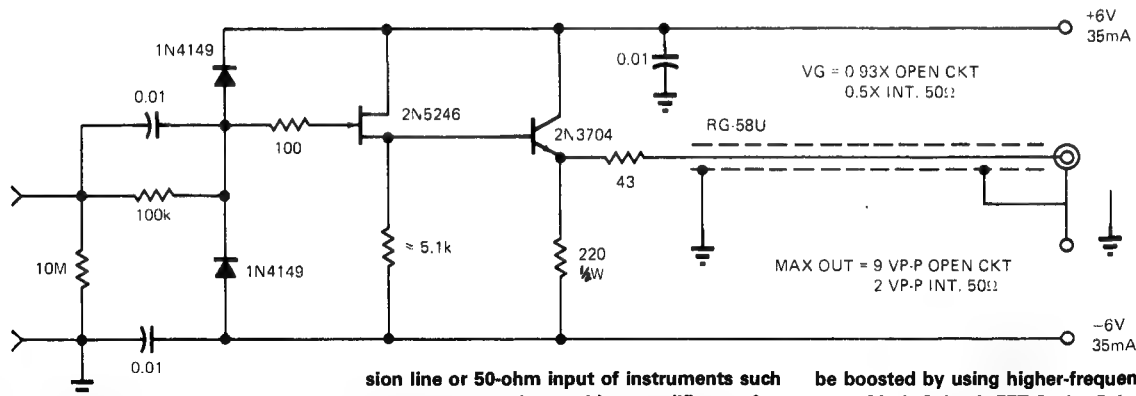 +6V
35mA
1N4149
0.01
VG = 0.93X OPEN CKT
0.5X INT. 50Ω
0.01
2N5246
2N3704
RG-58U
100
43
100k
≈ 5.1k
10M
1N4149
220
½W
MAX OUT = 9 VP-P OPEN CKT
2 VP-P INT. 50Ω
0.01
−6V
35mA
sion line or 50-ohm input of instruments such
be boosted by using higher-frequen